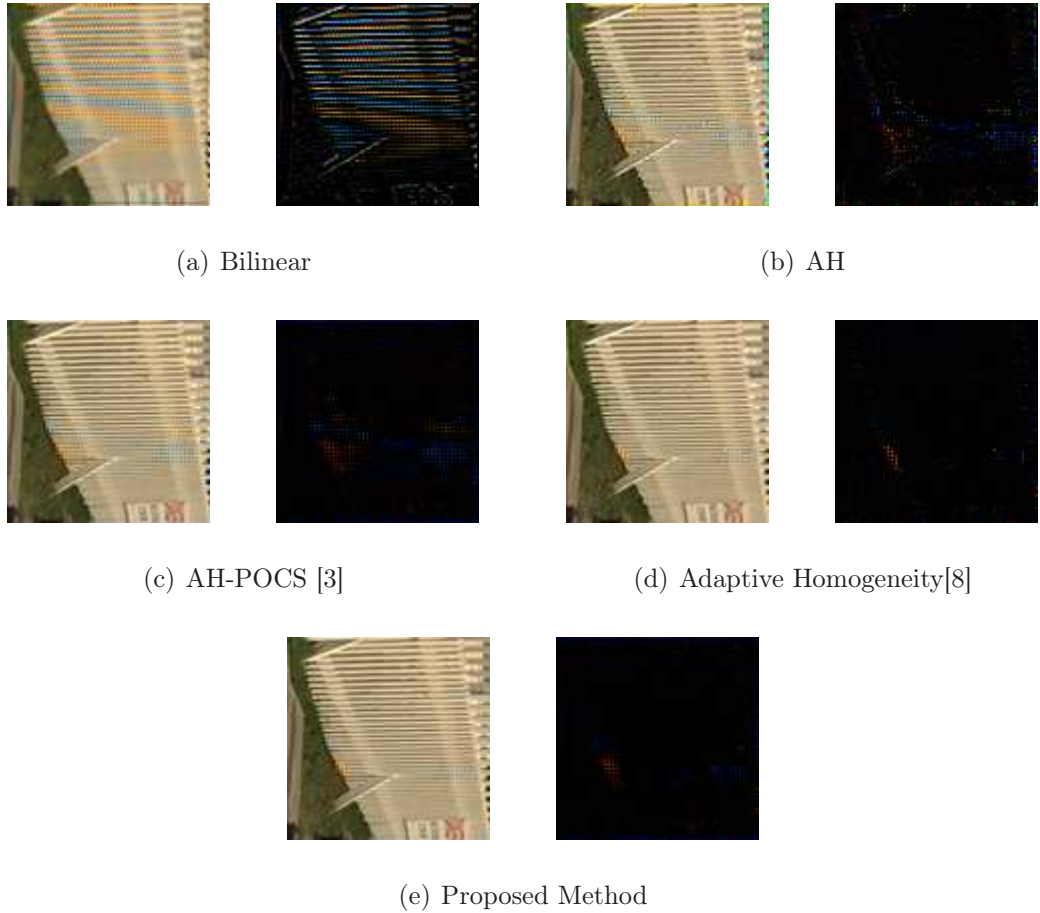 (a) Bilinear
(b) AH
(c) AH-POCS [3]
(d) Adaptive Homogeneity[8]
(e) Proposed Method